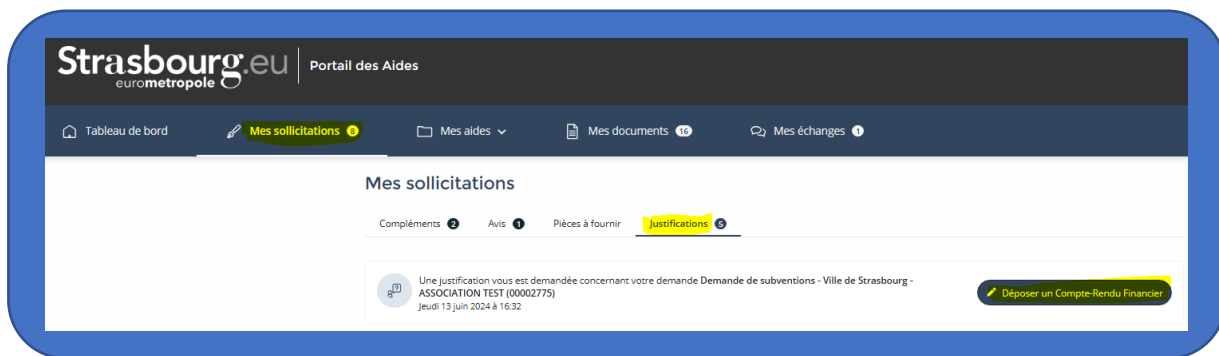 Strasbourg.eu
eurometropole
Portail des Aides
Tableau de bord
Mes sollicitations 8
Mes aides
Mes documents 16
Mes échanges 1
Mes sollicitations
Compléments 2
Avis 1
Pièces à fournir
Justifications 5
Une justification vous est demandée concernant votre demande Demande de subventions - Ville de Strasbourg -
ASSOCIATION TEST (00002775)
Jeudi 13 juin 2024 à 16:32
Déposer un Compte-Rendu Financier